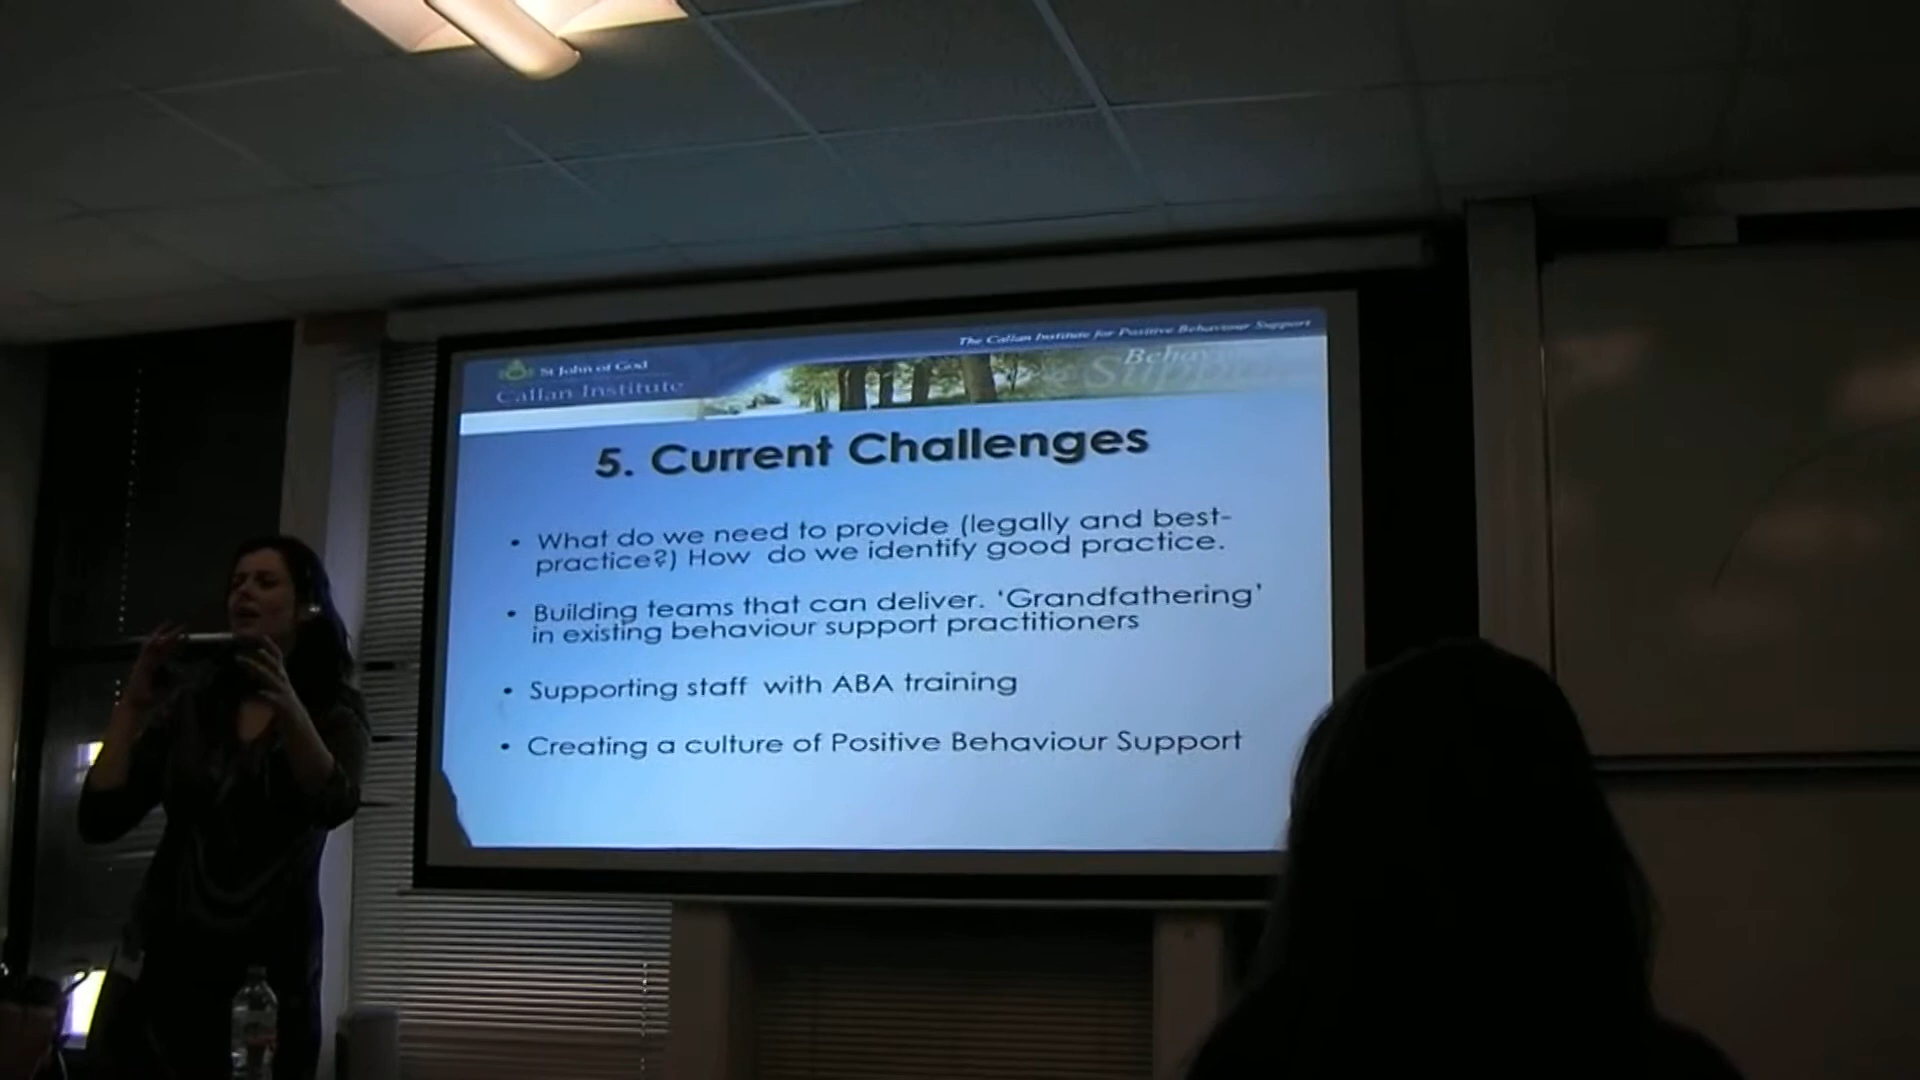 The Callan Institute for Positive Behaviour Support
St John of God
Callan Institute
Support
5. Current Challenges
• What do we need to provide (legally and best-
practice?) How do we identify good practice.
• Building teams that can deliver. ‘Grandfathering’
in existing behaviour support practitioners
• Supporting staff with ABA training
• Creating a culture of Positive Behaviour Support